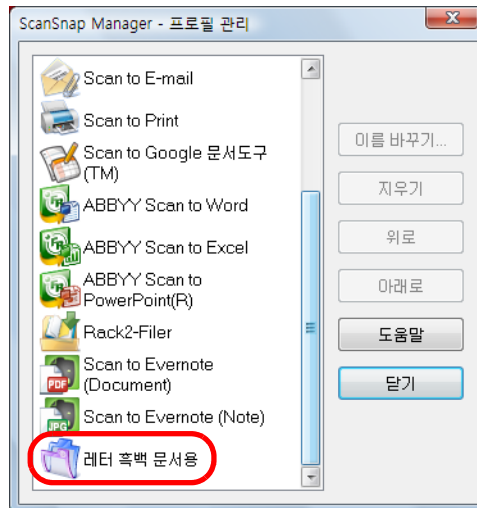 ScanSnap Manager - 프로필 관리
Scan to E-mail
Scan to Print
Scan to Google 문서도구
(TM)
ABBYY Scan to Word
ABBYY Scan to Excel
ABBYY Scan to
PowerPoint(R)
Rack2-Filer
Scan to Evernote
(Document)
Scan to Evernote (Note)
레터 흑백 문서용
이름 바꾸기...
지우기
위로
아래로
도움말
닫기